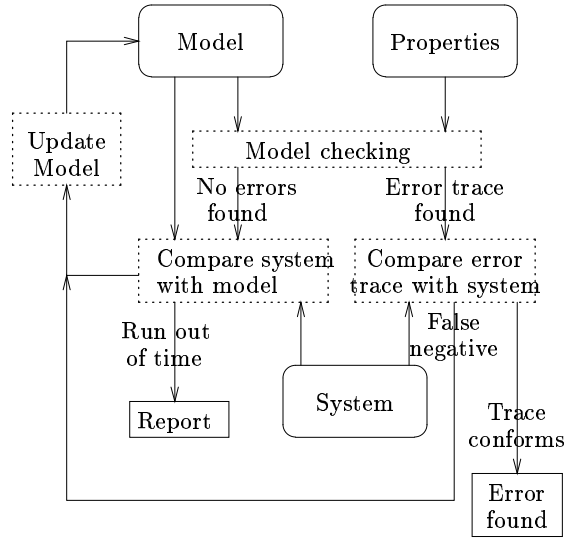 Model
Properties
Update
Model
Model checking
No errors
found
Error trace
found
Compare system
with model
Compare error
trace with system
Run out
of time
False
negative
System
Report
Trace
conforms
Error
found